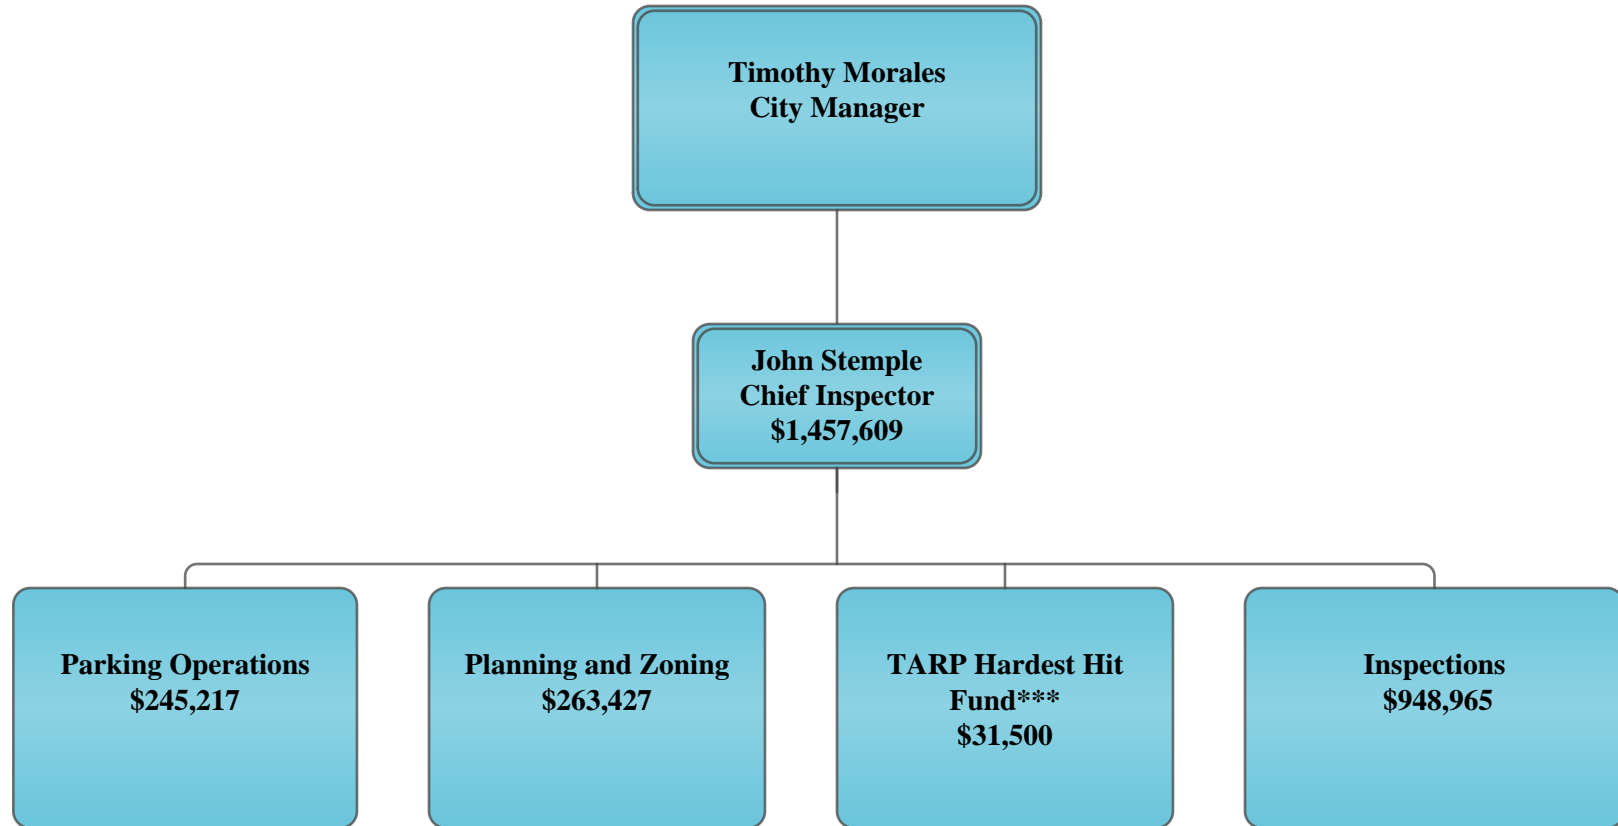 Timothy Morales
City Manager
John Stemple
Chief Inspector
$1,457,609
Parking Operations
$245,217
Planning and Zoning
$263,427
TARP Hardest Hit
Fund***
$31,500
Inspections
$948,965